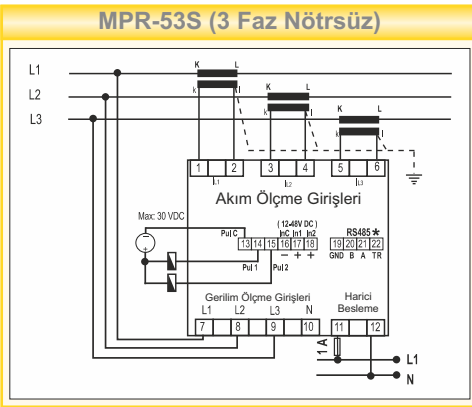 MPR-53S (3 Faz Nötrsüz)
L1
K L
L2
k l
K L
L3
k l
K L
k l
1 2 3 4 5 6
L1 L2 L3
Akım Ölçme Girişleri
Max: 30 VDC
( 12-48V DC )
Pul C InC In1 In2 RS485 *
13 14 15 16 17 18 19 20 21 22
− + + GND B A TR
Pul 1 Pul 2
Gerilim Ölçme Girişleri
Harici
Besleme
L1 L2 L3 N
7 8 9 10 11 12
1 A
L1
N